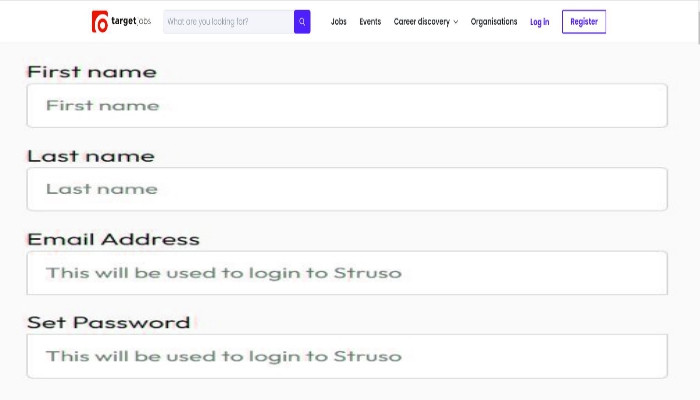 targetjobs What are you looking for? Jobs Events Career discovery Organisations Log in Register
First name
First name
Last name
Last name
Email Address
This will be used to login to Struso
Set Password
This will be used to login to Struso